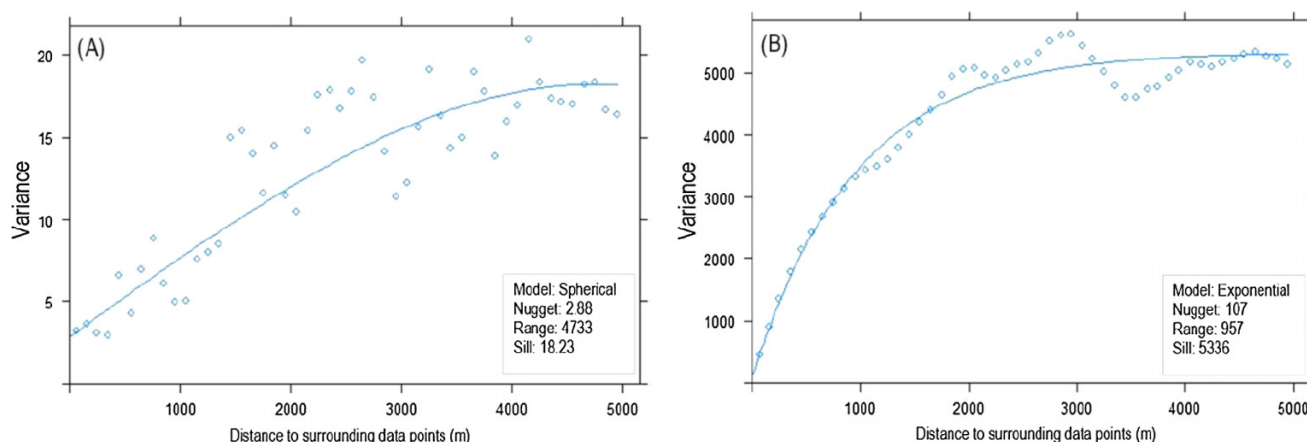 (A)
Variance
20
15
10
5
Model: Spherical
Nugget: 2.88
Range: 4733
Sill: 18.23
1000 2000 3000 4000 5000
Distance to surrounding data points (m)
(B)
Variance
5000
4000
3000
2000
1000
Model: Exponential
Nugget: 107
Range: 957
Sill: 5336
1000 2000 3000 4000 5000
Distance to surrounding data points (m)